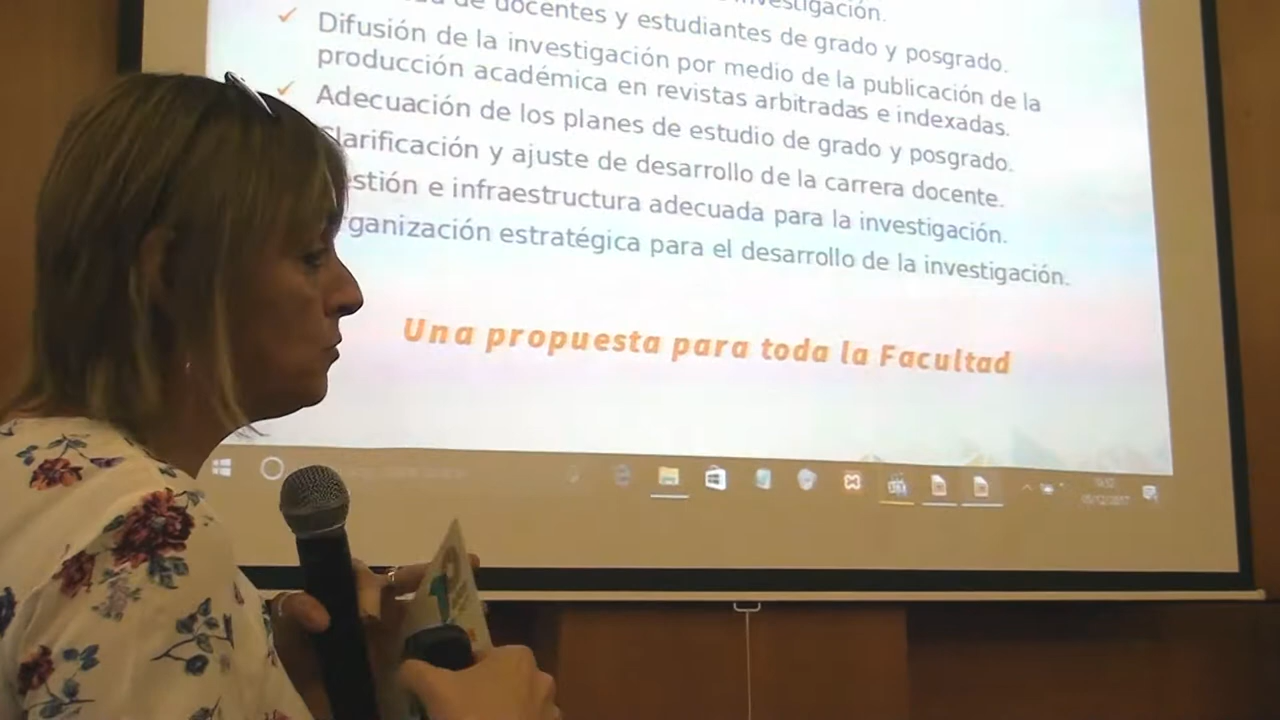 investigación.
de docentes y estudiantes de grado y posgrado.
Difusión de la investigación por medio de la publicación de la
producción académica en revistas arbitradas e indexadas.
Adecuación de los planes de estudio de grado y posgrado.
larificación y ajuste de desarrollo de la carrera docente.
estión e infraestructura adecuada para la investigación.
rganización estratégica para el desarrollo de la investigación.
Una propuesta para toda la Facultad